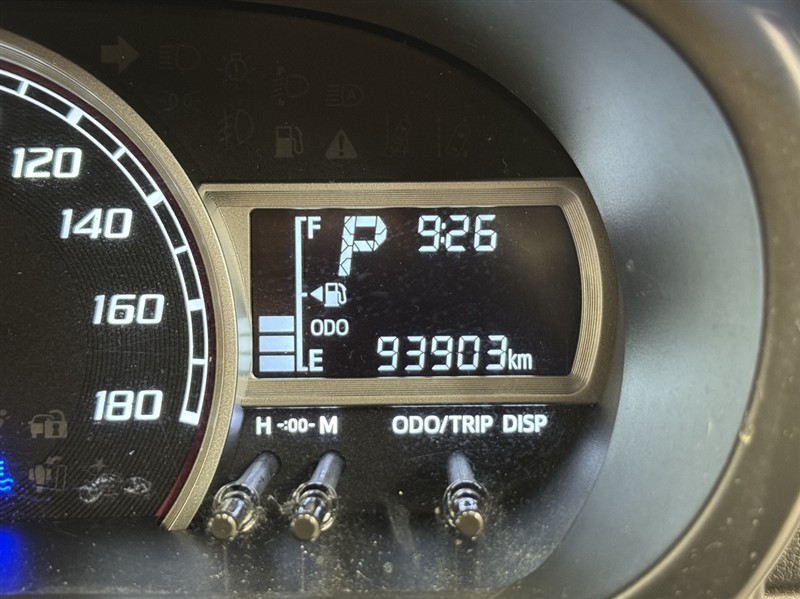 120
140
160
180
F
P 9:26
ODO
E 93903km
H -:00- M ODO/TRIP DISP